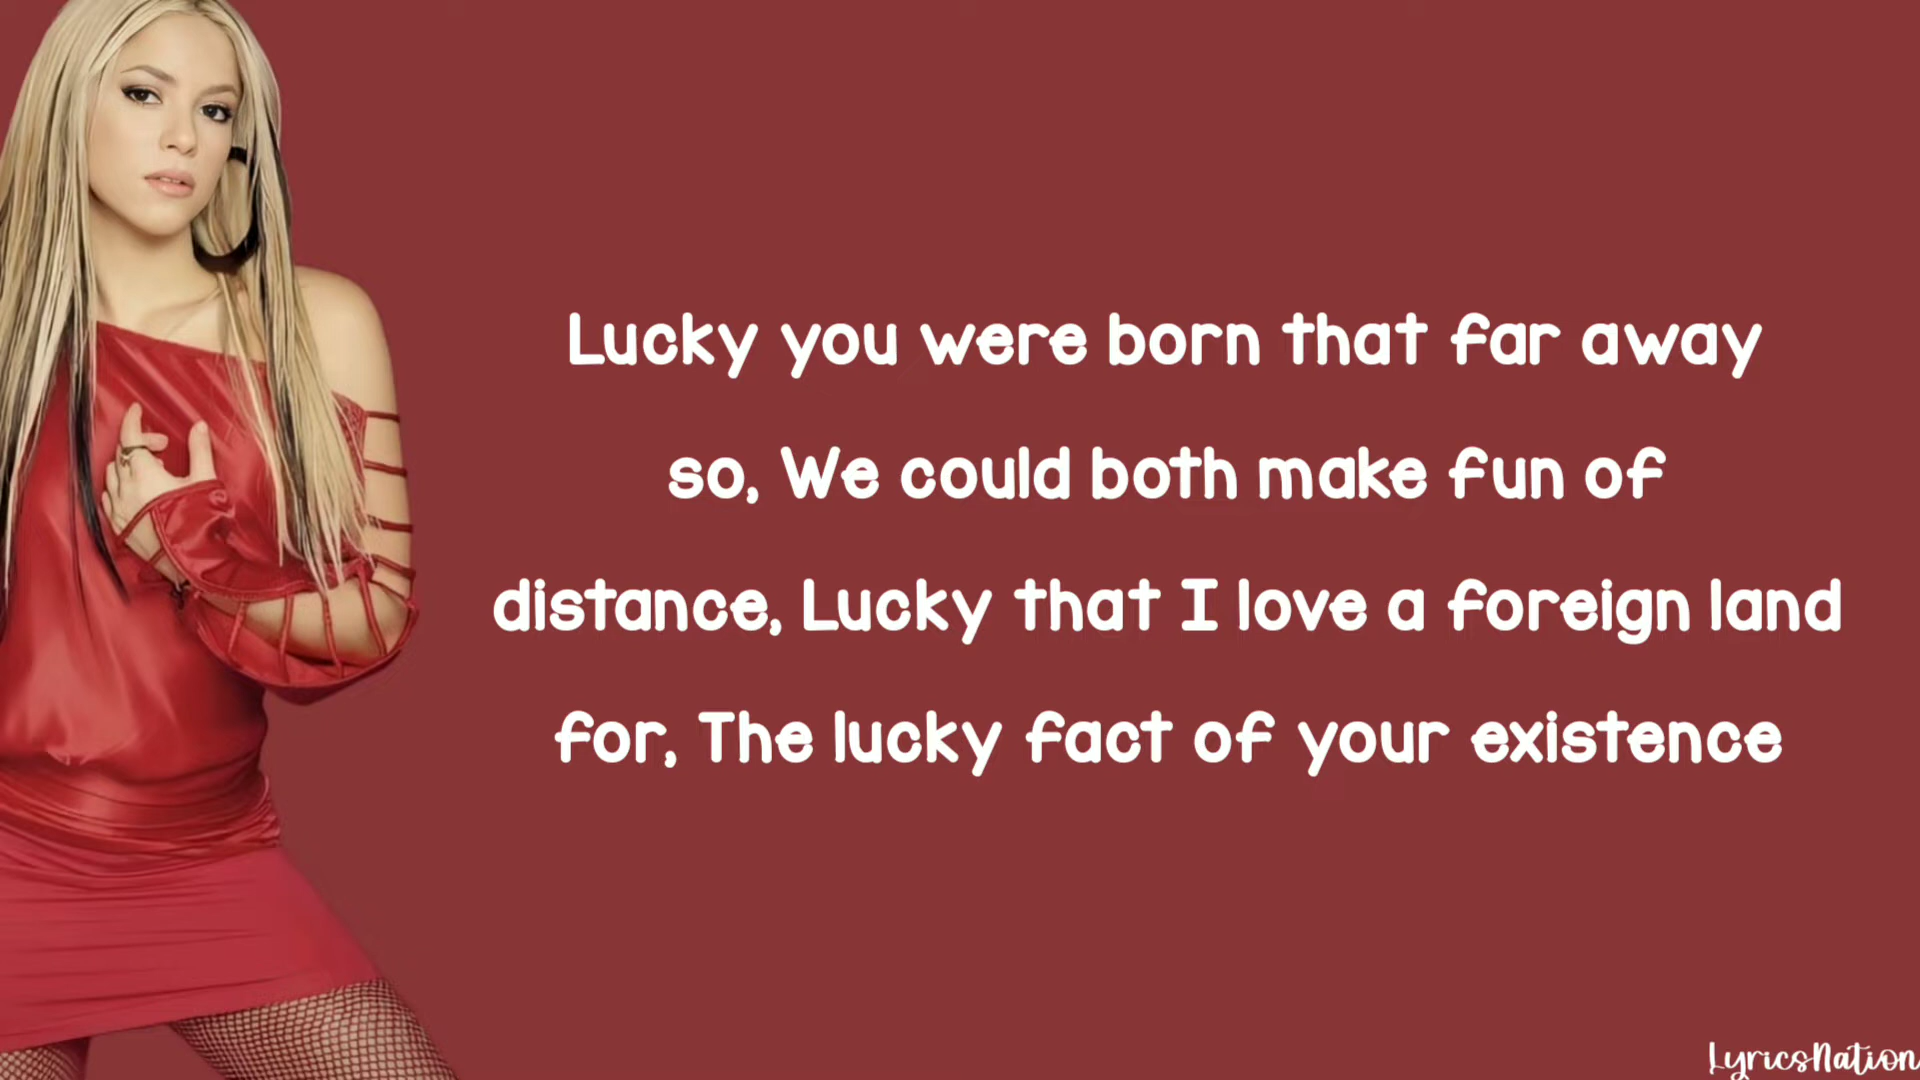 Lucky you were born that far away
so, We could both make fun of
distance, Lucky that I love a foreign land
for, The lucky fact of your existence
LyricsNation